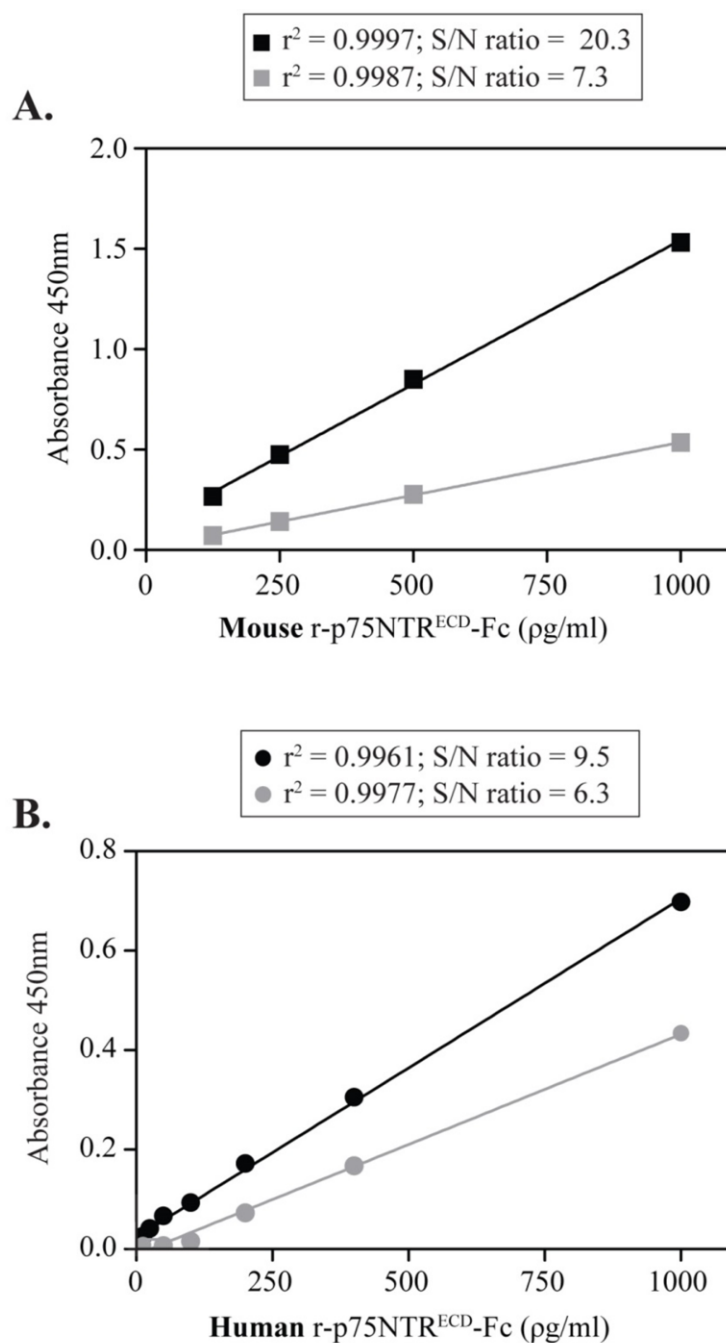 r² = 0.9997; S/N ratio = 20.3
r² = 0.9987; S/N ratio = 7.3
A.
2.0
1.5
1.0
0.5
0.0
Absorbance 450nm
0 250 500 750 1000
Mouse r-p75NTRᴱᶜᴰ-Fc (ρg/ml)
r² = 0.9961; S/N ratio = 9.5
r² = 0.9977; S/N ratio = 6.3
B.
0.8
0.6
0.4
0.2
0.0
Absorbance 450nm
0 250 500 750 1000
Human r-p75NTRᴱᶜᴰ-Fc (ρg/ml)